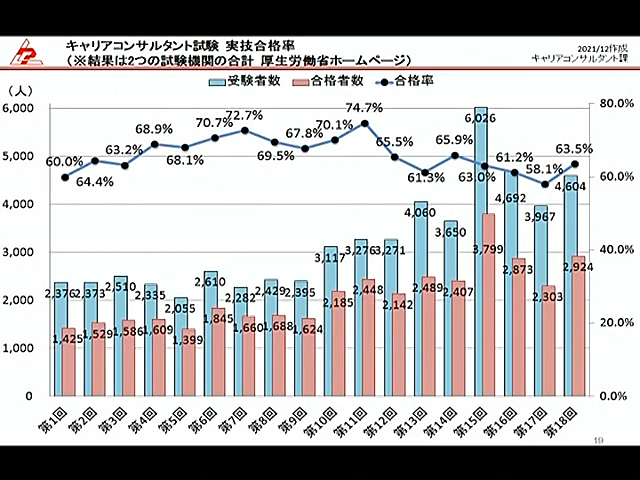 キャリアコンサルタント試験 実技合格率
(※結果は2つの試験機関の合計 厚生労働省ホームページ)
2021/12作成
キャリアコンサルタント課
(人)
受験者数 合格者数 合格率
6,000
5,000
4,000
3,000
2,000
1,000
0
80.0%
60.0%
40.0%
20.0%
0.0%
60.0% 64.4% 63.2% 68.9% 68.1% 70.7% 72.7% 69.5% 67.8% 70.1% 74.7% 65.5% 61.3% 65.9% 63.0% 61.2% 58.1% 63.5%
2,376 2,373 2,510 2,335 2,055 2,610 2,282 2,429 2,395 3,117 3,276 3,271 4,060 3,650 6,026 4,692 3,967 4,604
1,425 1,529 1,586 1,609 1,399 1,845 1,660 1,688 1,624 2,185 2,448 2,142 2,489 2,407 3,799 2,873 2,303 2,924
第1回 第2回 第3回 第4回 第5回 第6回 第7回 第8回 第9回 第10回 第11回 第12回 第13回 第14回 第15回 第16回 第17回 第18回
19